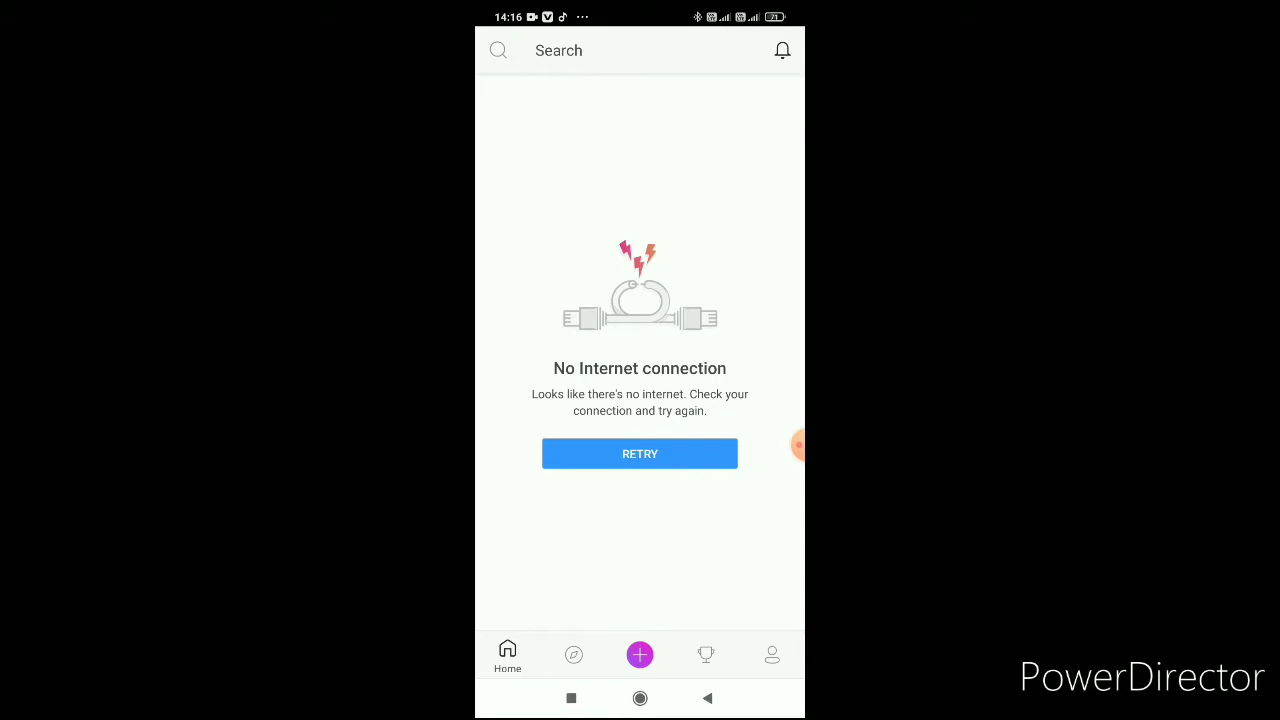 14:16
71
Search
No Internet connection
Looks like there's no internet. Check your
connection and try again.
RETRY
Home
PowerDirector